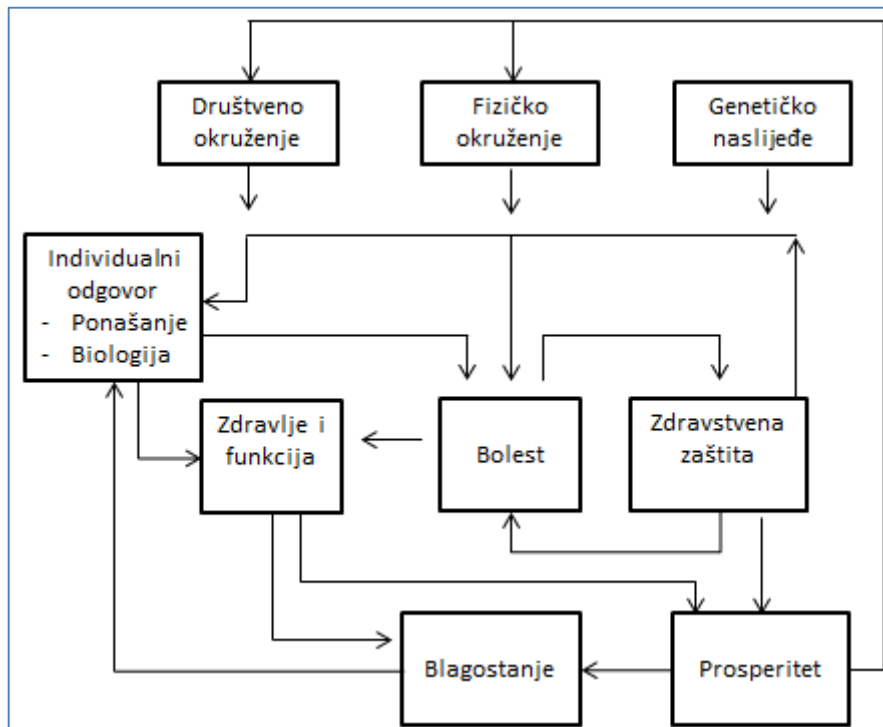 Društveno
okruženje
Fizičko
okruženje
Genetičko
naslijeđe
Individualni
odgovor
- Ponašanje
- Biologija
Zdravlje i
funkcija
Bolest
Zdravstvena
zaštita
Blagostanje
Prosperitet